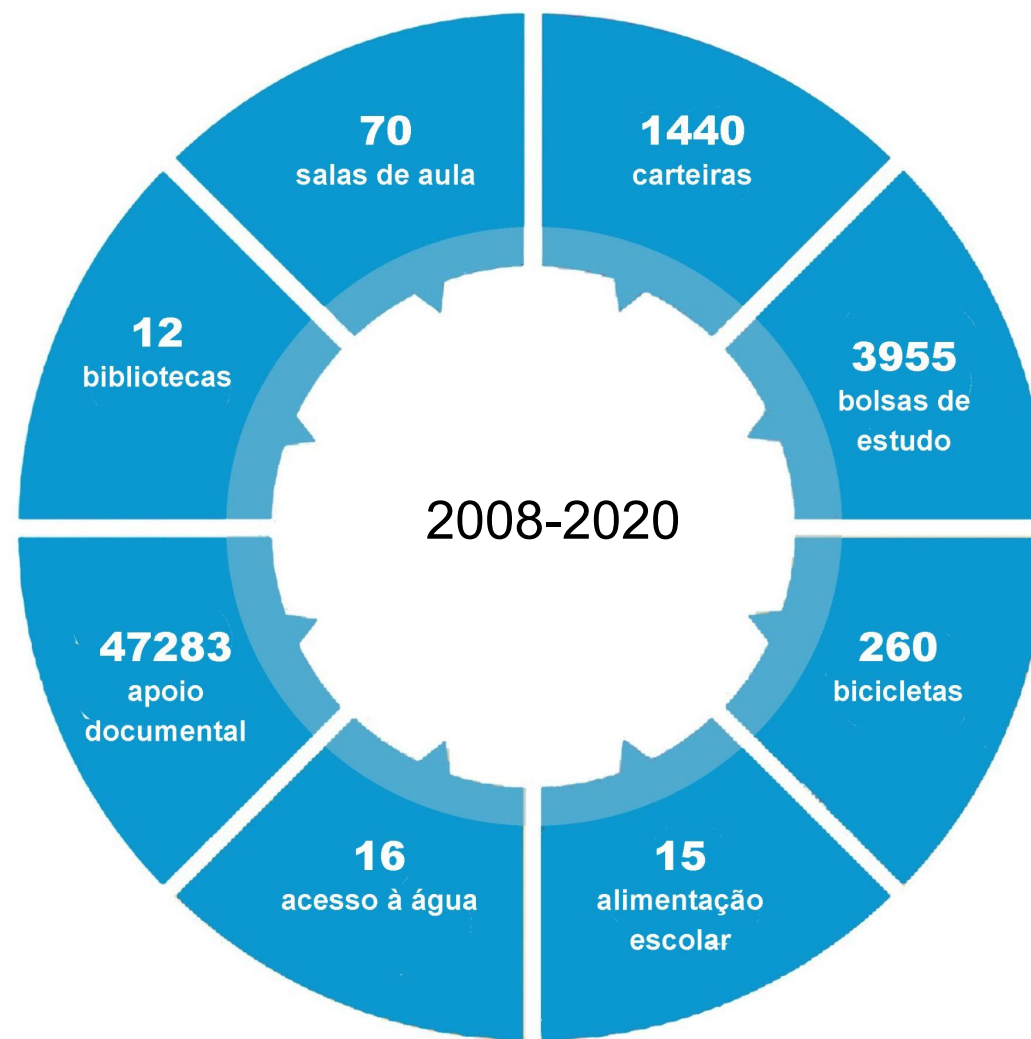 70
salas de aula
1440
carteiras
12
bibliotecas
3955
bolsas de
estudo
2008-2020
47283
apoio
documental
260
bicicletas
16
acesso à água
15
alimentação
escolar